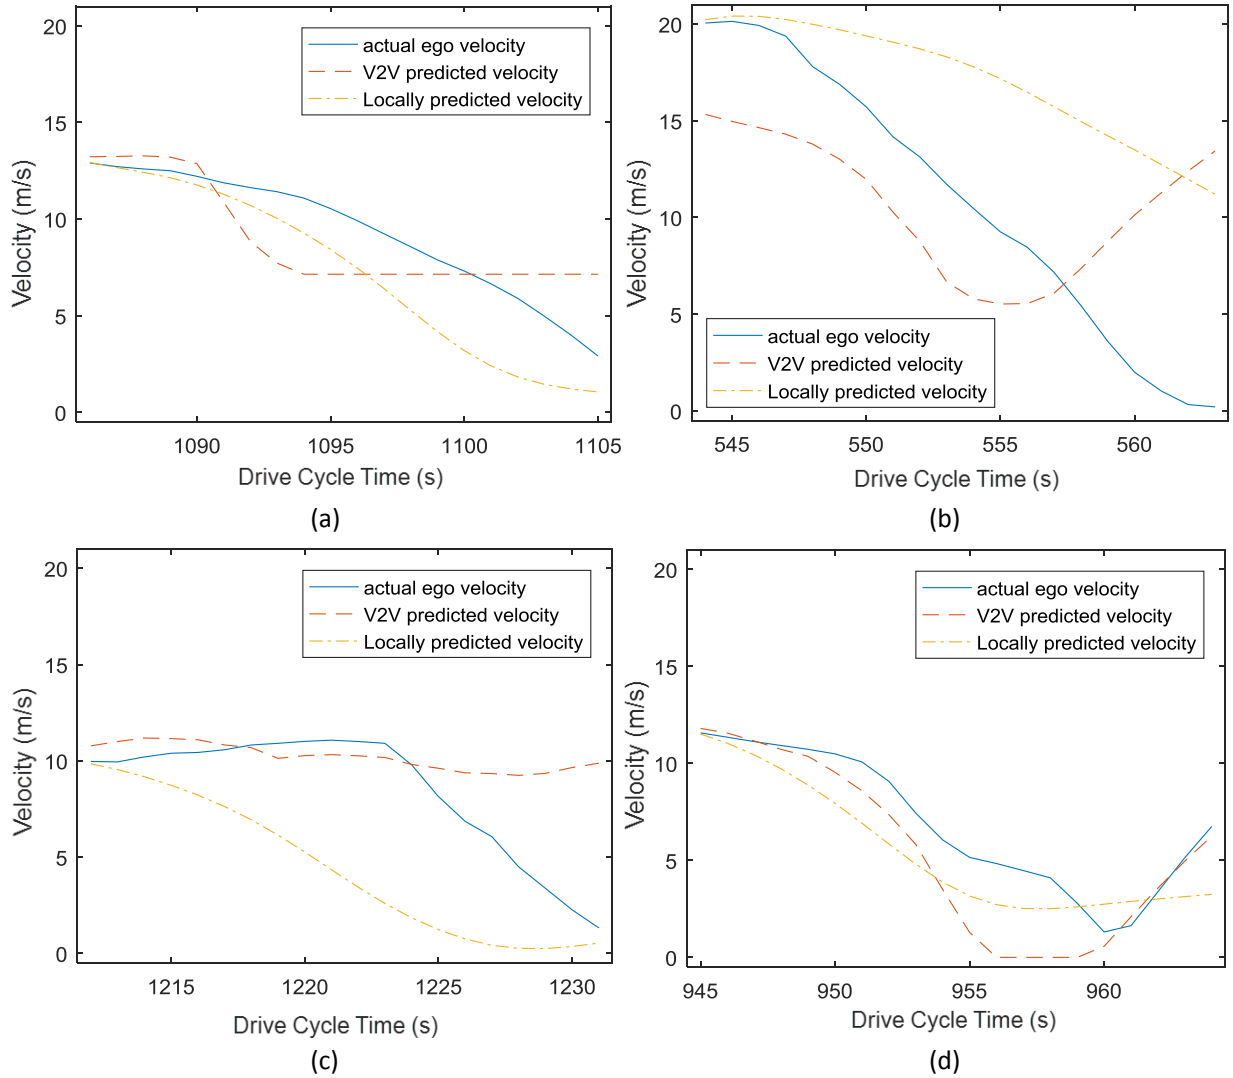 20
15
10
5
0
Velocity (m/s)
actual ego velocity
V2V predicted velocity
Locally predicted velocity
1090 1095 1100 1105
Drive Cycle Time (s)
(a)
20
15
10
5
0
Velocity (m/s)
actual ego velocity
V2V predicted velocity
Locally predicted velocity
545 550 555 560
Drive Cycle Time (s)
(b)
20
15
10
5
0
Velocity (m/s)
actual ego velocity
V2V predicted velocity
Locally predicted velocity
1215 1220 1225 1230
Drive Cycle Time (s)
(c)
20
15
10
5
0
Velocity (m/s)
actual ego velocity
V2V predicted velocity
Locally predicted velocity
945 950 955 960
Drive Cycle Time (s)
(d)